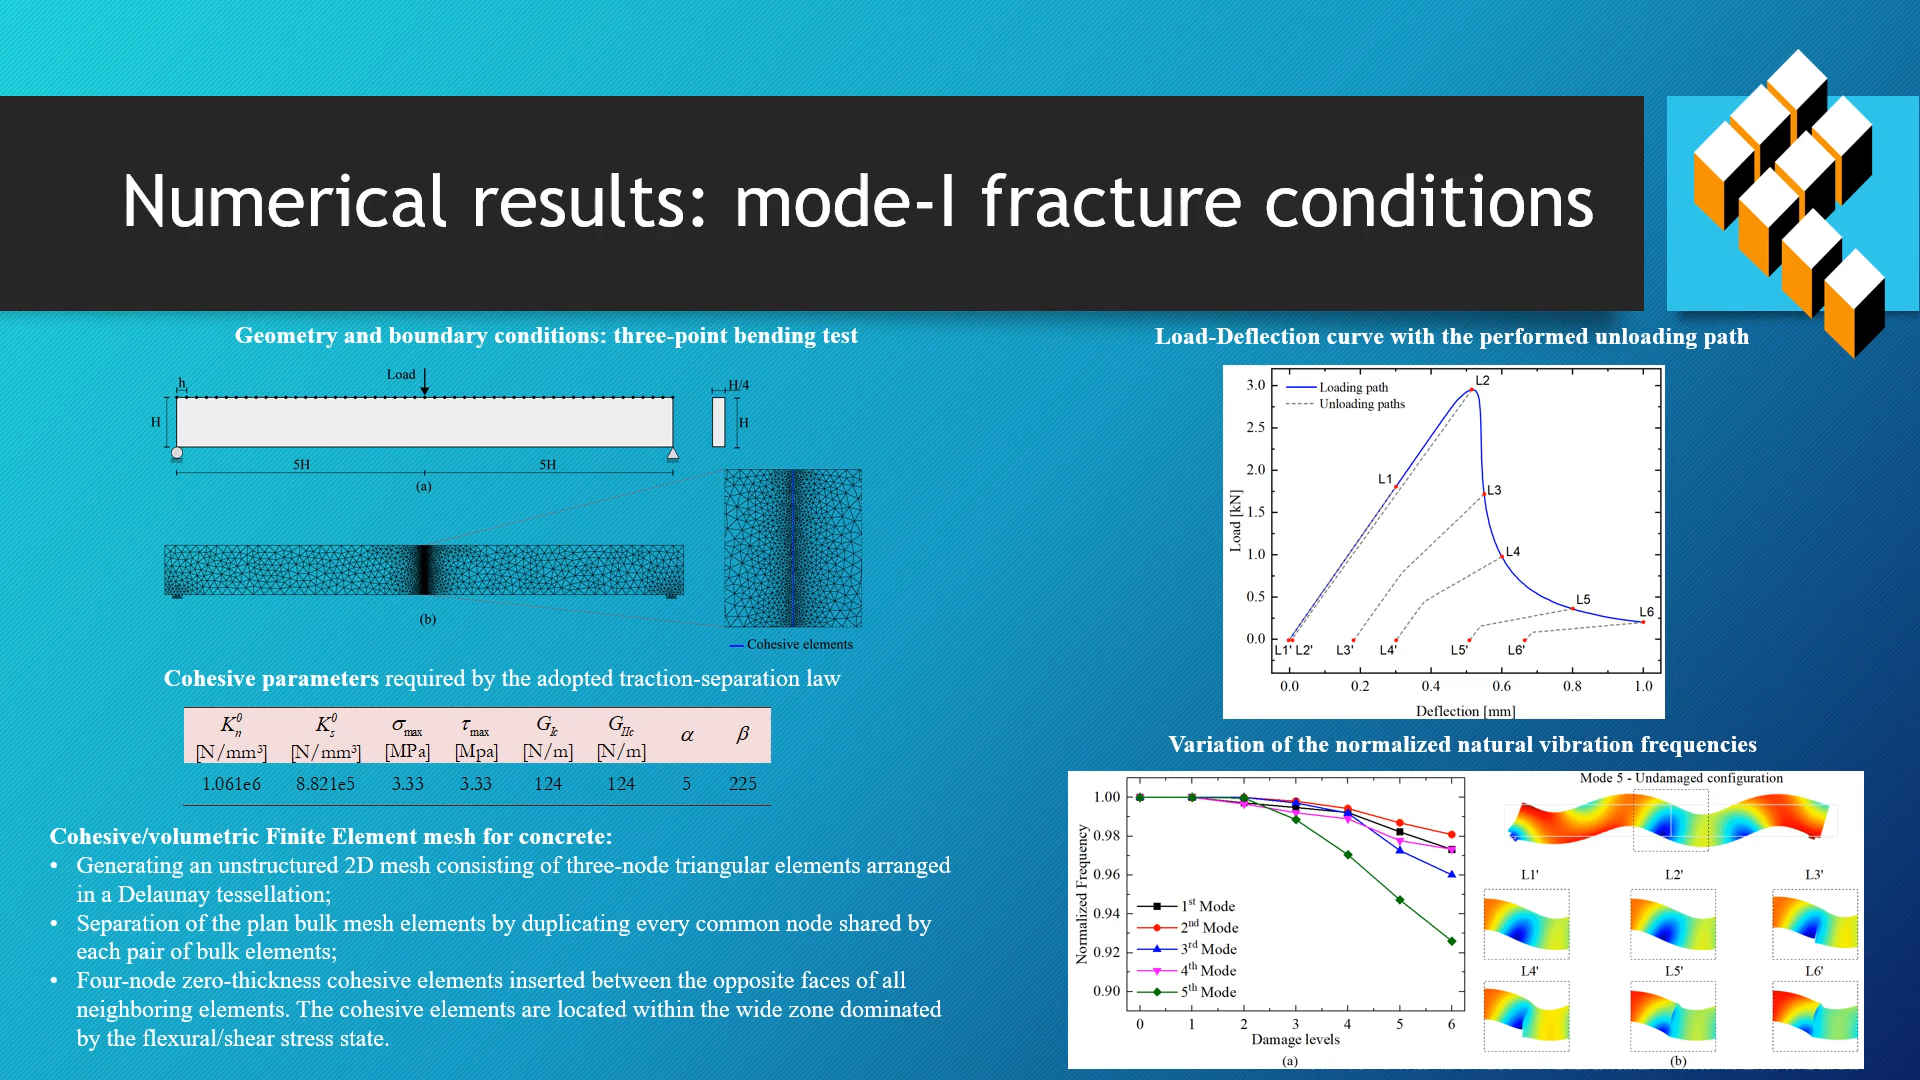 Numerical results: mode-I fracture conditions
Geometry and boundary conditions: three-point bending test
Load
h
H/4
H
H
5H
5H
(a)
(b)
Cohesive elements
Cohesive parameters required by the adopted traction-separation law
K_n^0 K_s^0 σ_max τ_max G_Ic G_IIc α β
[N/mm³] [N/mm³] [MPa] [Mpa] [N/m] [N/m]
1.061e6 8.821e5 3.33 3.33 124 124 5 225
Cohesive/volumetric Finite Element mesh for concrete:
• Generating an unstructured 2D mesh consisting of three-node triangular elements arranged
in a Delaunay tessellation;
• Separation of the plan bulk mesh elements by duplicating every common node shared by
each pair of bulk elements;
• Four-node zero-thickness cohesive elements inserted between the opposite faces of all
neighboring elements. The cohesive elements are located within the wide zone dominated
by the flexural/shear stress state.
Load-Deflection curve with the performed unloading path
Loading path
Unloading paths
3.0
2.5
2.0
1.5
1.0
0.5
0.0
Load [kN]
L1
L2
L3
L4
L5
L6
L1' L2' L3' L4' L5' L6'
0.0 0.2 0.4 0.6 0.8 1.0
Deflection [mm]
Variation of the normalized natural vibration frequencies
1.00
0.98
0.96
0.94
0.92
0.90
Normalized Frequency
1st Mode
2nd Mode
3rd Mode
4th Mode
5th Mode
0 1 2 3 4 5 6
Damage levels
(a)
Mode 5 - Undamaged configuration
L1' L2' L3'
L4' L5' L6'
(b)